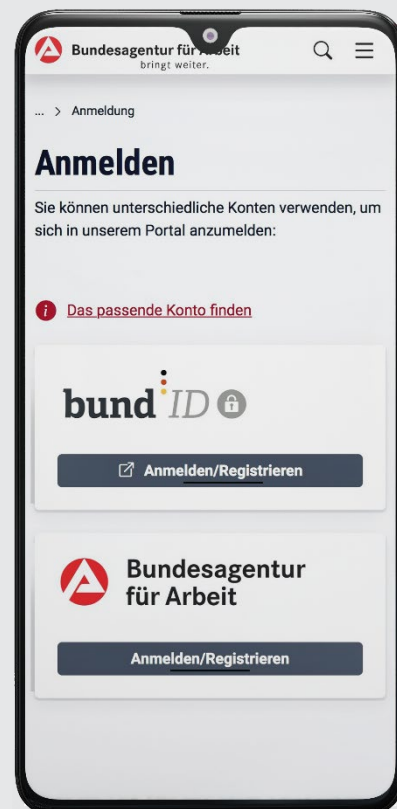 Bundesagentur für
bringt weiter.
... > Anmeldung
Anmelden
Sie können unterschiedliche Konten verwenden, um
sich in unserem Portal anzumelden:
i Das passende Konto finden
bund ID
Anmelden/Registrieren
Bundesagentur
für Arbeit
Anmelden/Registrieren